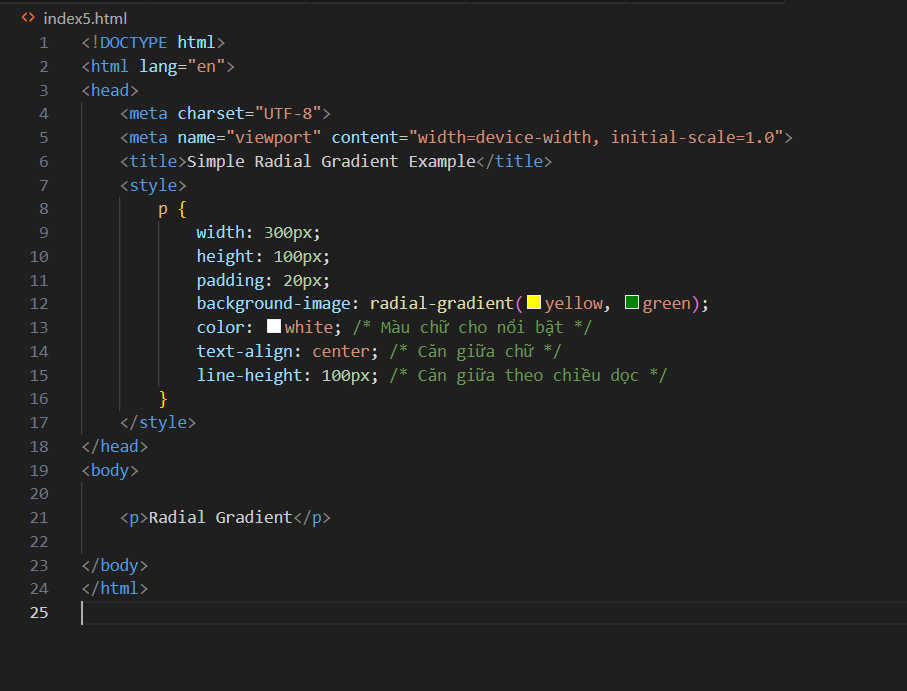 <> index5.html
1 <!DOCTYPE html>
2 <html lang="en">
3 <head>
4     <meta charset="UTF-8">
5     <meta name="viewport" content="width=device-width, initial-scale=1.0">
6     <title>Simple Radial Gradient Example</title>
7     <style>
8         p {
9             width: 300px;
10             height: 100px;
11             padding: 20px;
12             background-image: radial-gradient(yellow, green);
13             color: white; /* Màu chữ cho nổi bật */
14             text-align: center; /* Căn giữa chữ */
15             line-height: 100px; /* Căn giữa theo chiều dọc */
16         }
17     </style>
18 </head>
19 <body>
20
21     <p>Radial Gradient</p>
22
23 </body>
24 </html>
25